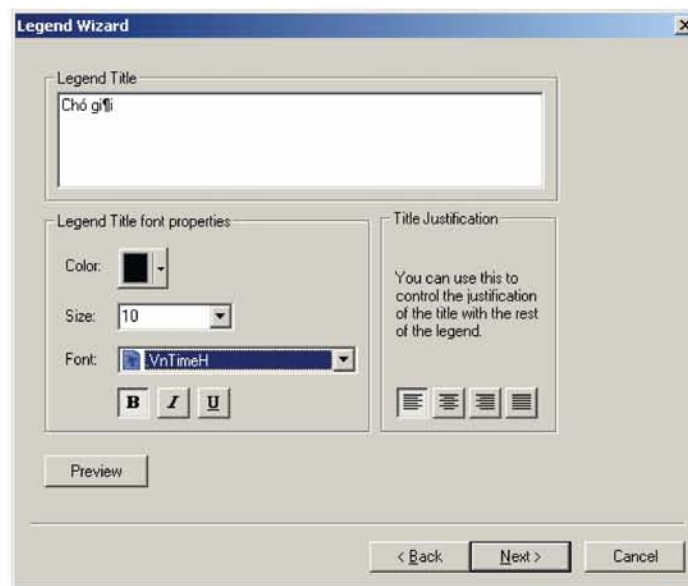 Legend Wizard
Legend Title
Chó gi¶i
Legend Title font properties
Color:
Size: 10
Font: .VnTimeH
B I U
Title Justification
You can use this to
control the justification
of the title with the rest
of the legend.
Preview
< Back Next > Cancel